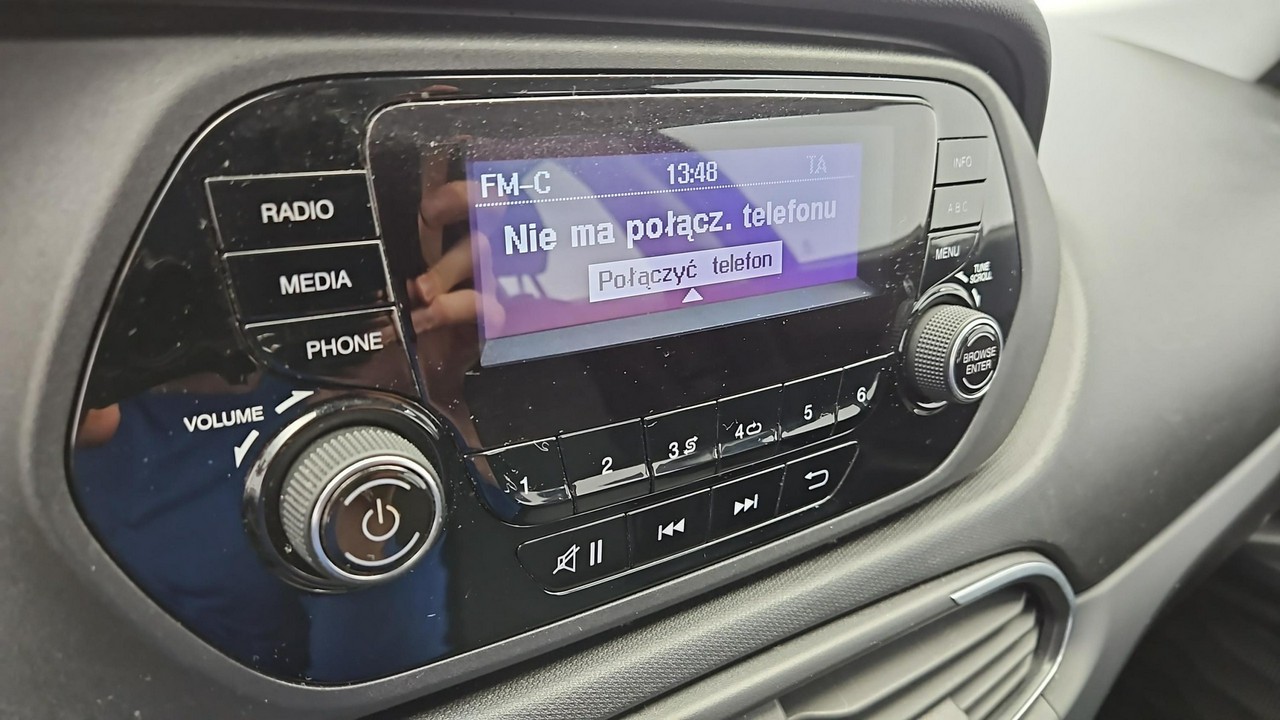 FM-C 13:48 TA
Nie ma połącz. telefonu
Połączyć telefon
RADIO
MEDIA
PHONE
VOLUME
INFO
ABC
MENU
TUNE
SCROLL
BROWSE
ENTER
1 2 3 4 5 6